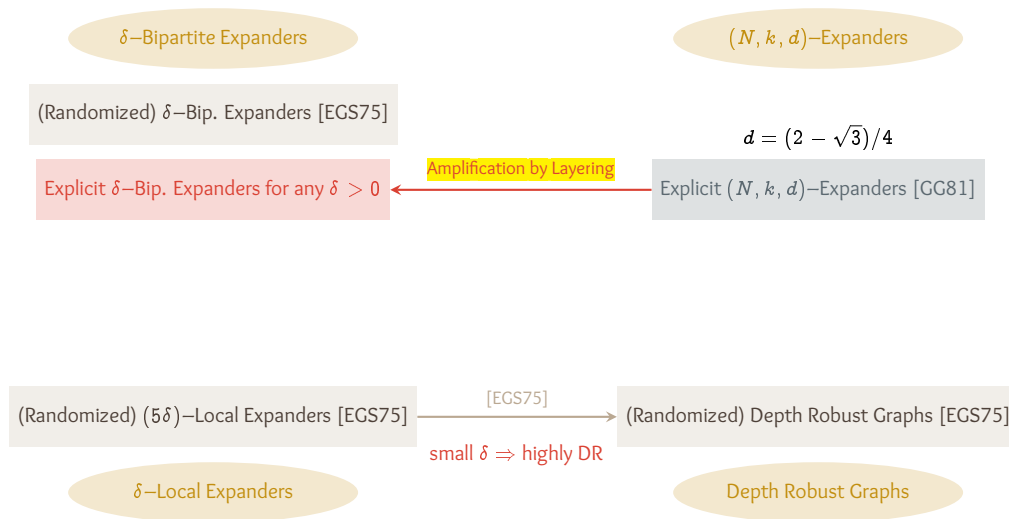 δ–Bipartite Expanders
(N, k, d)–Expanders
(Randomized) δ–Bip. Expanders [EGS75]
d = (2 − √3)/4
Amplification by Layering
Explicit δ–Bip. Expanders for any δ > 0
Explicit (N, k, d)–Expanders [GG81]
[EGS75]
(Randomized) (5δ)–Local Expanders [EGS75]
(Randomized) Depth Robust Graphs [EGS75]
small δ ⇒ highly DR
δ–Local Expanders
Depth Robust Graphs